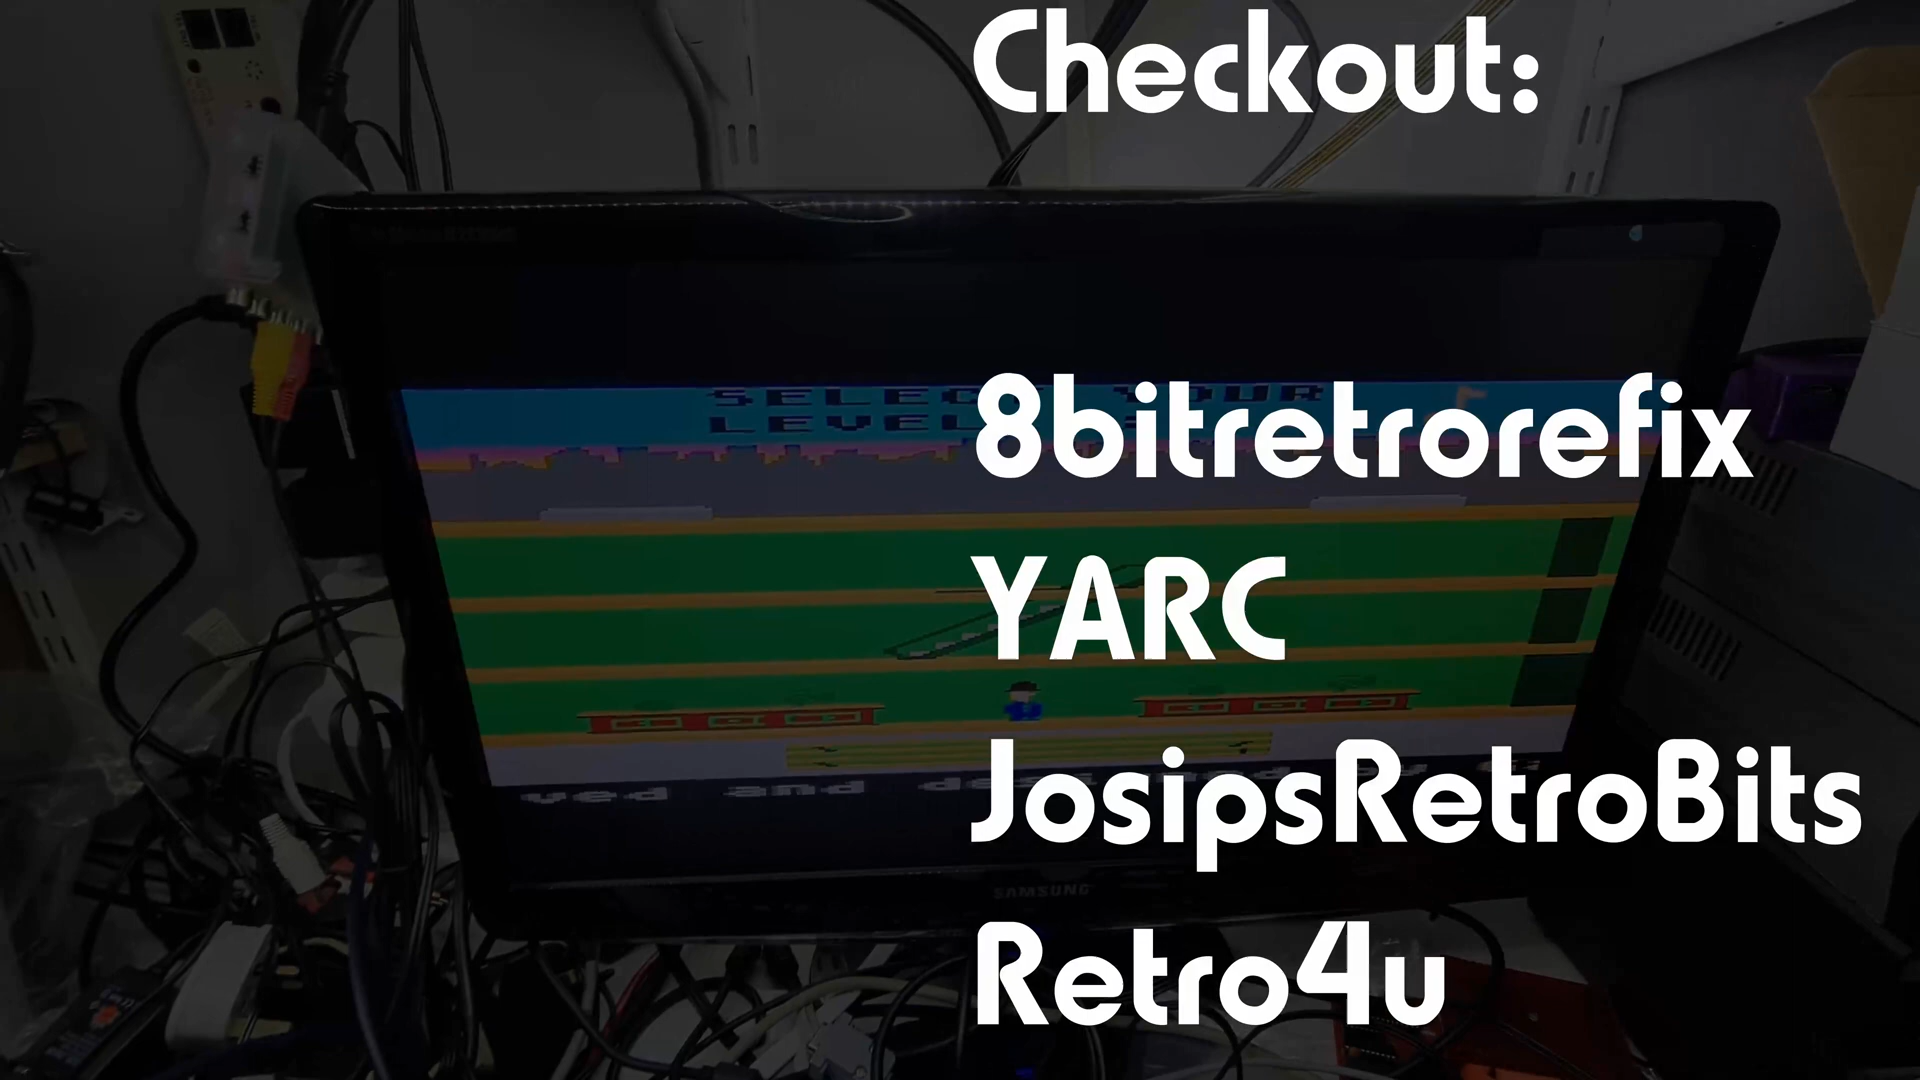 Checkout:
SELECT YOUR
LEVEL
8bitretrorefix
YARC
JosipsRetroBits
SAMSUNG
Retro4u